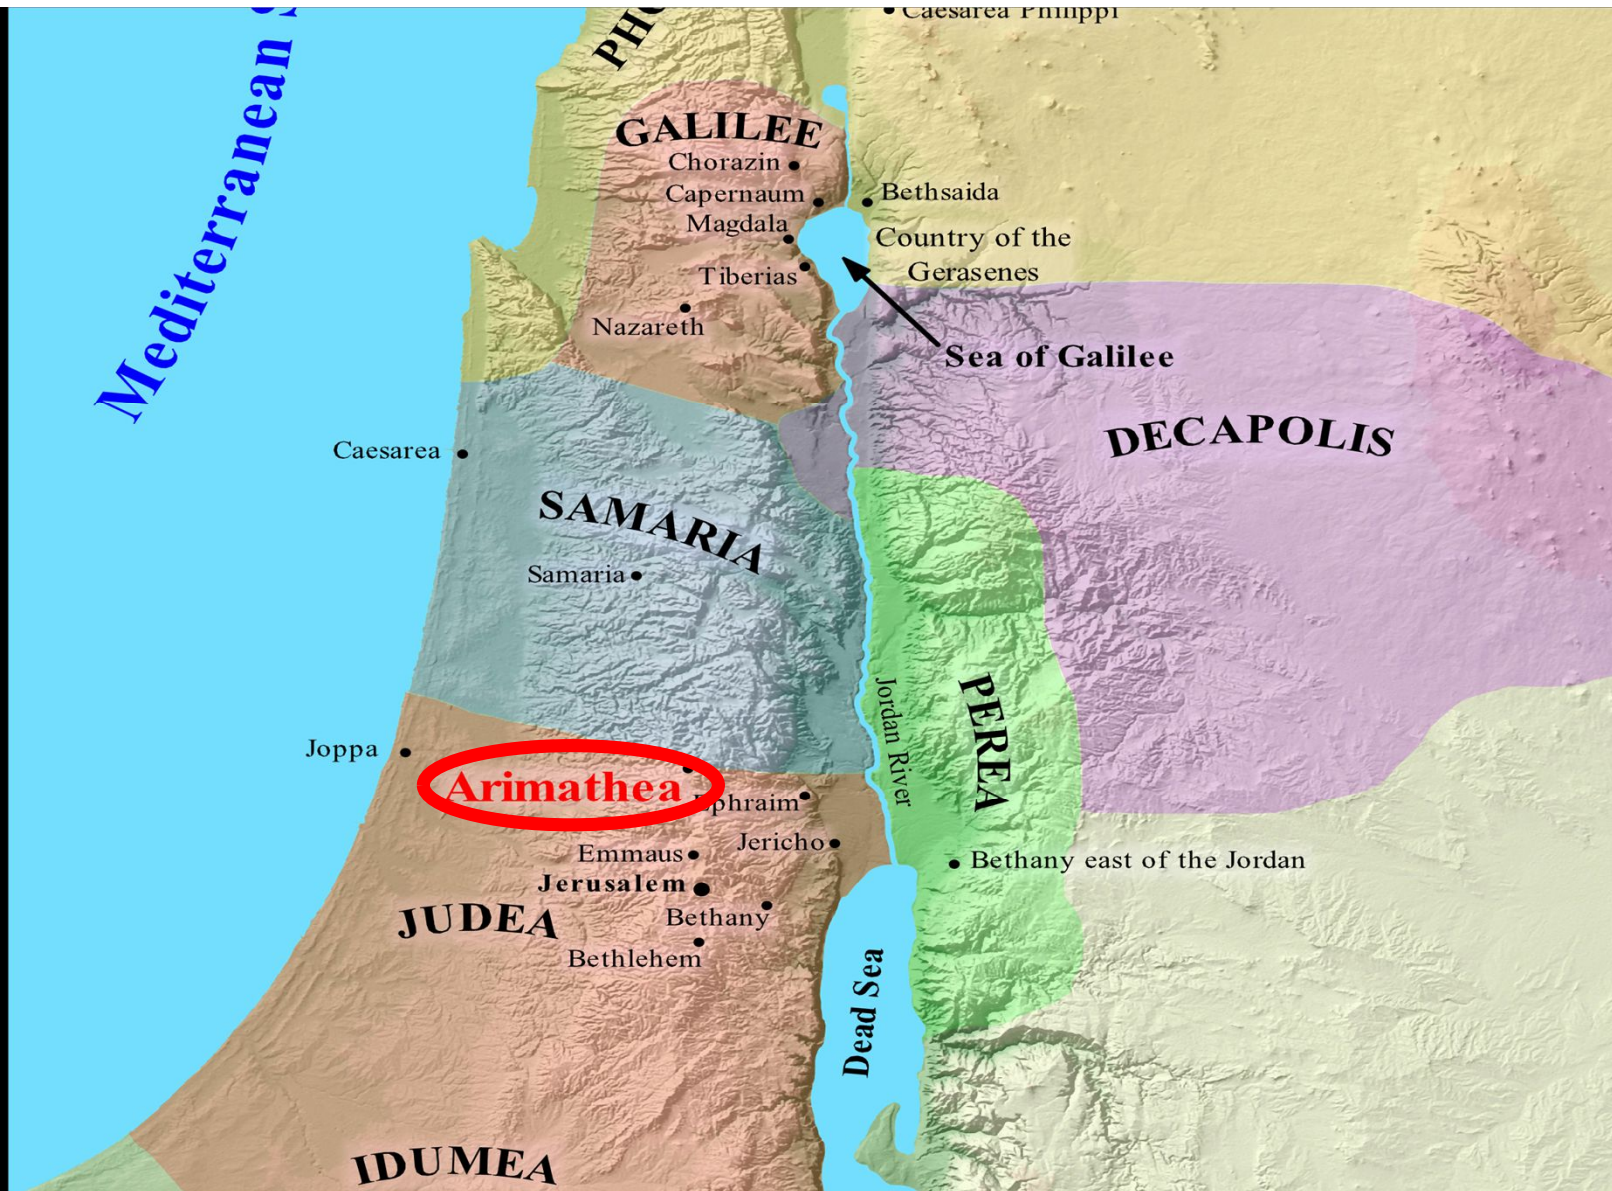 Caesarea Philippi
PHO
Mediterranean S
GALILEE
Chorazin
Capernaum
Bethsaida
Magdala
Country of the
Gerasenes
Tiberias
Nazareth
Sea of Galilee
DECAPOLIS
Caesarea
SAMARIA
Samaria
Jordan River
PEREA
Joppa
Arimathea
Ephraim
Jericho
Emmaus
Bethany east of the Jordan
Jerusalem
JUDEA
Bethany
Bethlehem
Dead Sea
IDUMEA